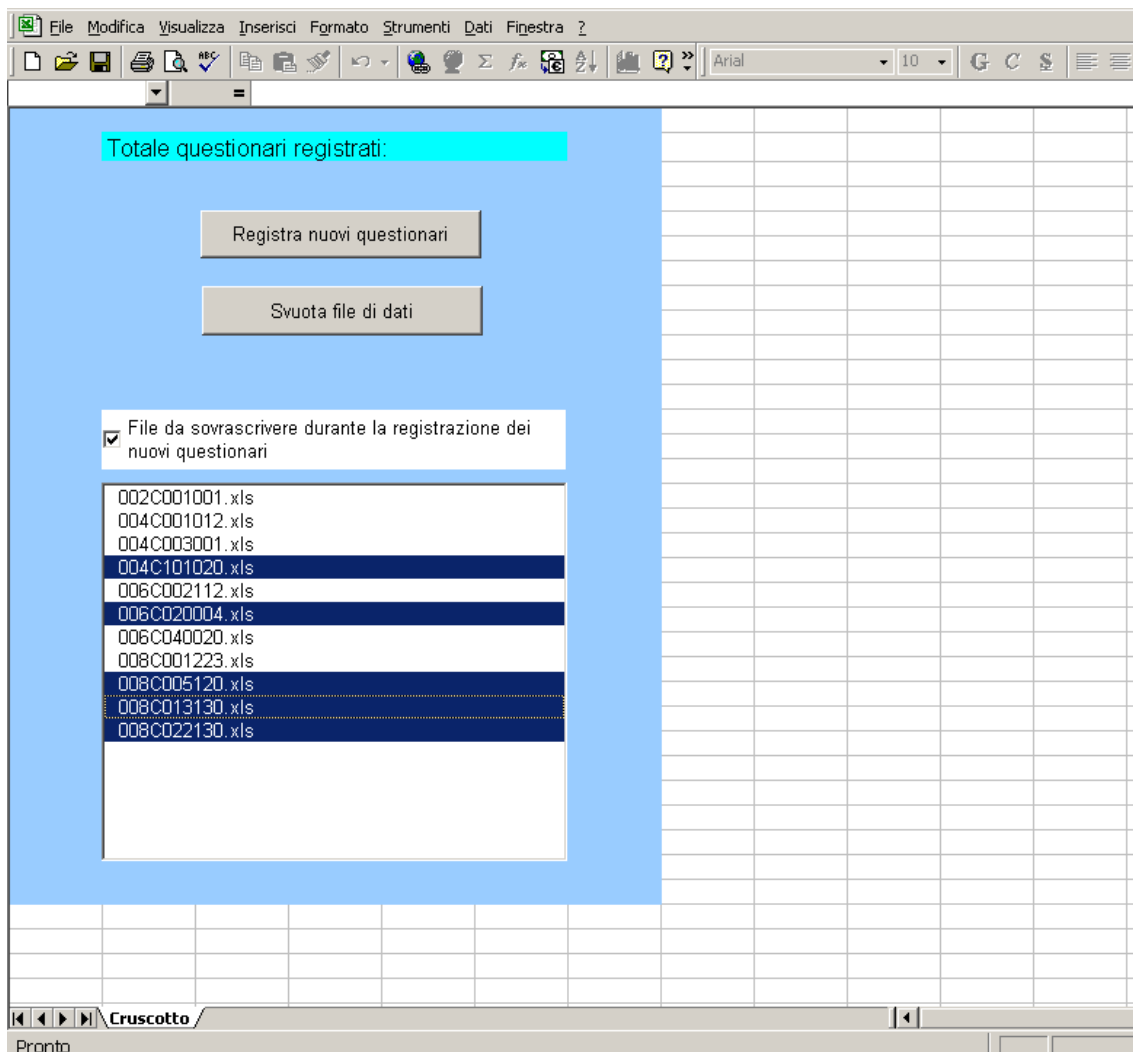 File Modifica Visualizza Inserisci Formato Strumenti Dati Finestra ?
Arial 10 G C S
=
Totale questionari registrati:
Registra nuovi questionari
Svuota file di dati
File da sovrascrivere durante la registrazione dei
nuovi questionari
002C001001.xls
004C001012.xls
004C003001.xls
004C101020.xls
006C002112.xls
006C020004.xls
006C040020.xls
008C001223.xls
008C005120.xls
008C013130.xls
008C022130.xls
Cruscotto
Pronto